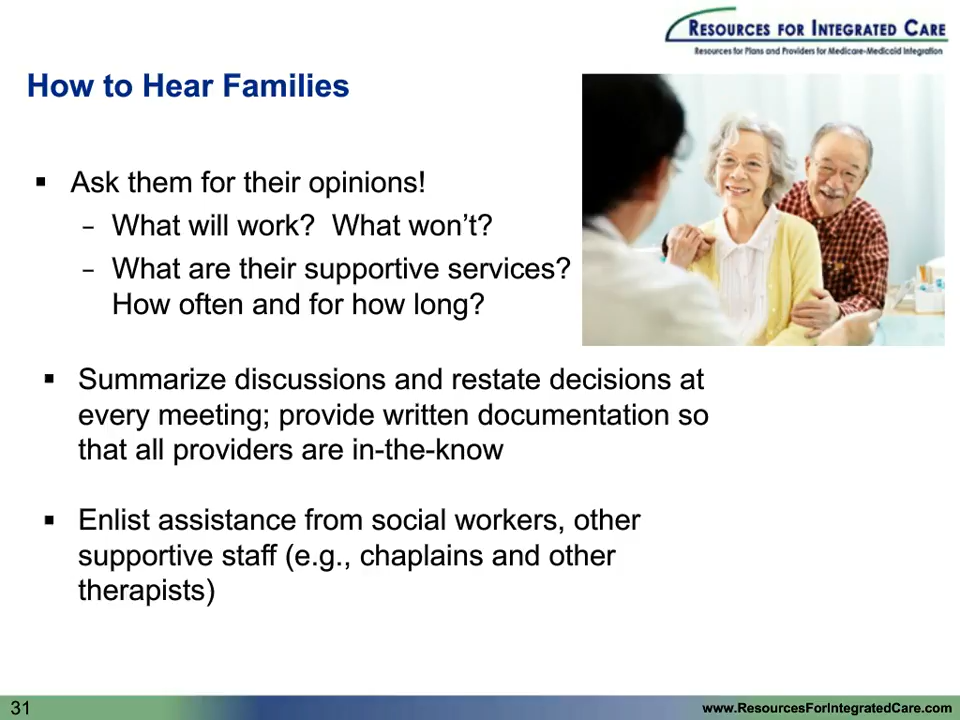 RESOURCES FOR INTEGRATED CARE
Resources for Plans and Providers for Medicare-Medicaid Integration
How to Hear Families
▪ Ask them for their opinions!
– What will work?  What won’t?
– What are their supportive services?
How often and for how long?
▪ Summarize discussions and restate decisions at
every meeting; provide written documentation so
that all providers are in-the-know
▪ Enlist assistance from social workers, other
supportive staff (e.g., chaplains and other
therapists)
31
www.ResourcesForIntegratedCare.com